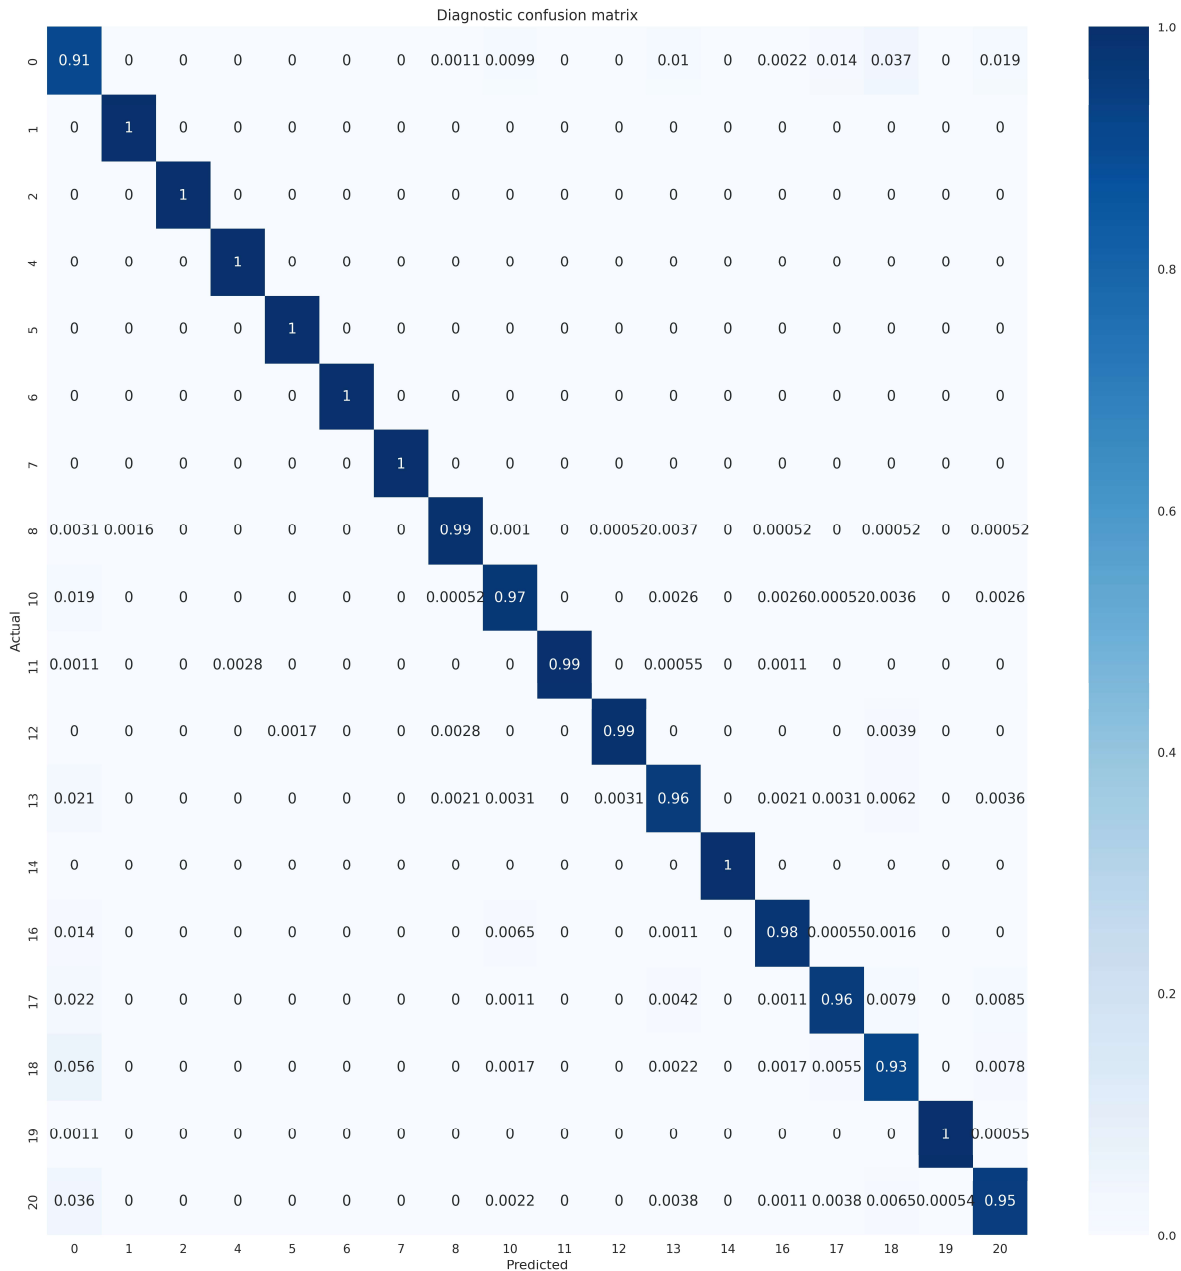 Diagnostic confusion matrix
0 0.91 0 0 0 0 0 0 0.0011 0.0099 0 0 0.01 0 0.0022 0.014 0.037 0 0.019
1 0 1 0 0 0 0 0 0 0 0 0 0 0 0 0 0 0 0
2 0 0 1 0 0 0 0 0 0 0 0 0 0 0 0 0 0 0
4 0 0 0 1 0 0 0 0 0 0 0 0 0 0 0 0 0 0
5 0 0 0 0 1 0 0 0 0 0 0 0 0 0 0 0 0 0
6 0 0 0 0 0 1 0 0 0 0 0 0 0 0 0 0 0 0
7 0 0 0 0 0 0 1 0 0 0 0 0 0 0 0 0 0 0
8 0.0031 0.0016 0 0 0 0 0 0.99 0.001 0 0.00052 0.0037 0 0.00052 0 0.00052 0 0.00052
10 0.019 0 0 0 0 0 0 0.00052 0.97 0 0 0.0026 0 0.0026 0.00052 0.0036 0 0.0026
11 0.0011 0 0 0.0028 0 0 0 0 0 0.99 0 0.00055 0 0.0011 0 0 0 0
12 0 0 0 0 0.0017 0 0 0.0028 0 0 0.99 0 0 0 0 0.0039 0 0
13 0.021 0 0 0 0 0 0 0.0021 0.0031 0 0.0031 0.96 0 0.0021 0.0031 0.0062 0 0.0036
14 0 0 0 0 0 0 0 0 0 0 0 0 1 0 0 0 0 0
16 0.014 0 0 0 0 0 0 0 0.0065 0 0 0.0011 0 0.98 0.00055 0.0016 0 0
17 0.022 0 0 0 0 0 0 0 0.0011 0 0 0.0042 0 0.0011 0.96 0.0079 0 0.0085
18 0.056 0 0 0 0 0 0 0 0.0017 0 0 0.0022 0 0.0017 0.0055 0.93 0 0.0078
19 0.0011 0 0 0 0 0 0 0 0 0 0 0 0 0 0 0 1 0.00055
20 0.036 0 0 0 0 0 0 0 0.0022 0 0 0.0038 0 0.0011 0.0038 0.0065 0.00054 0.95
0 1 2 4 5 6 7 8 10 11 12 13 14 16 17 18 19 20
Predicted
Actual
1.0
0.8
0.6
0.4
0.2
0.0